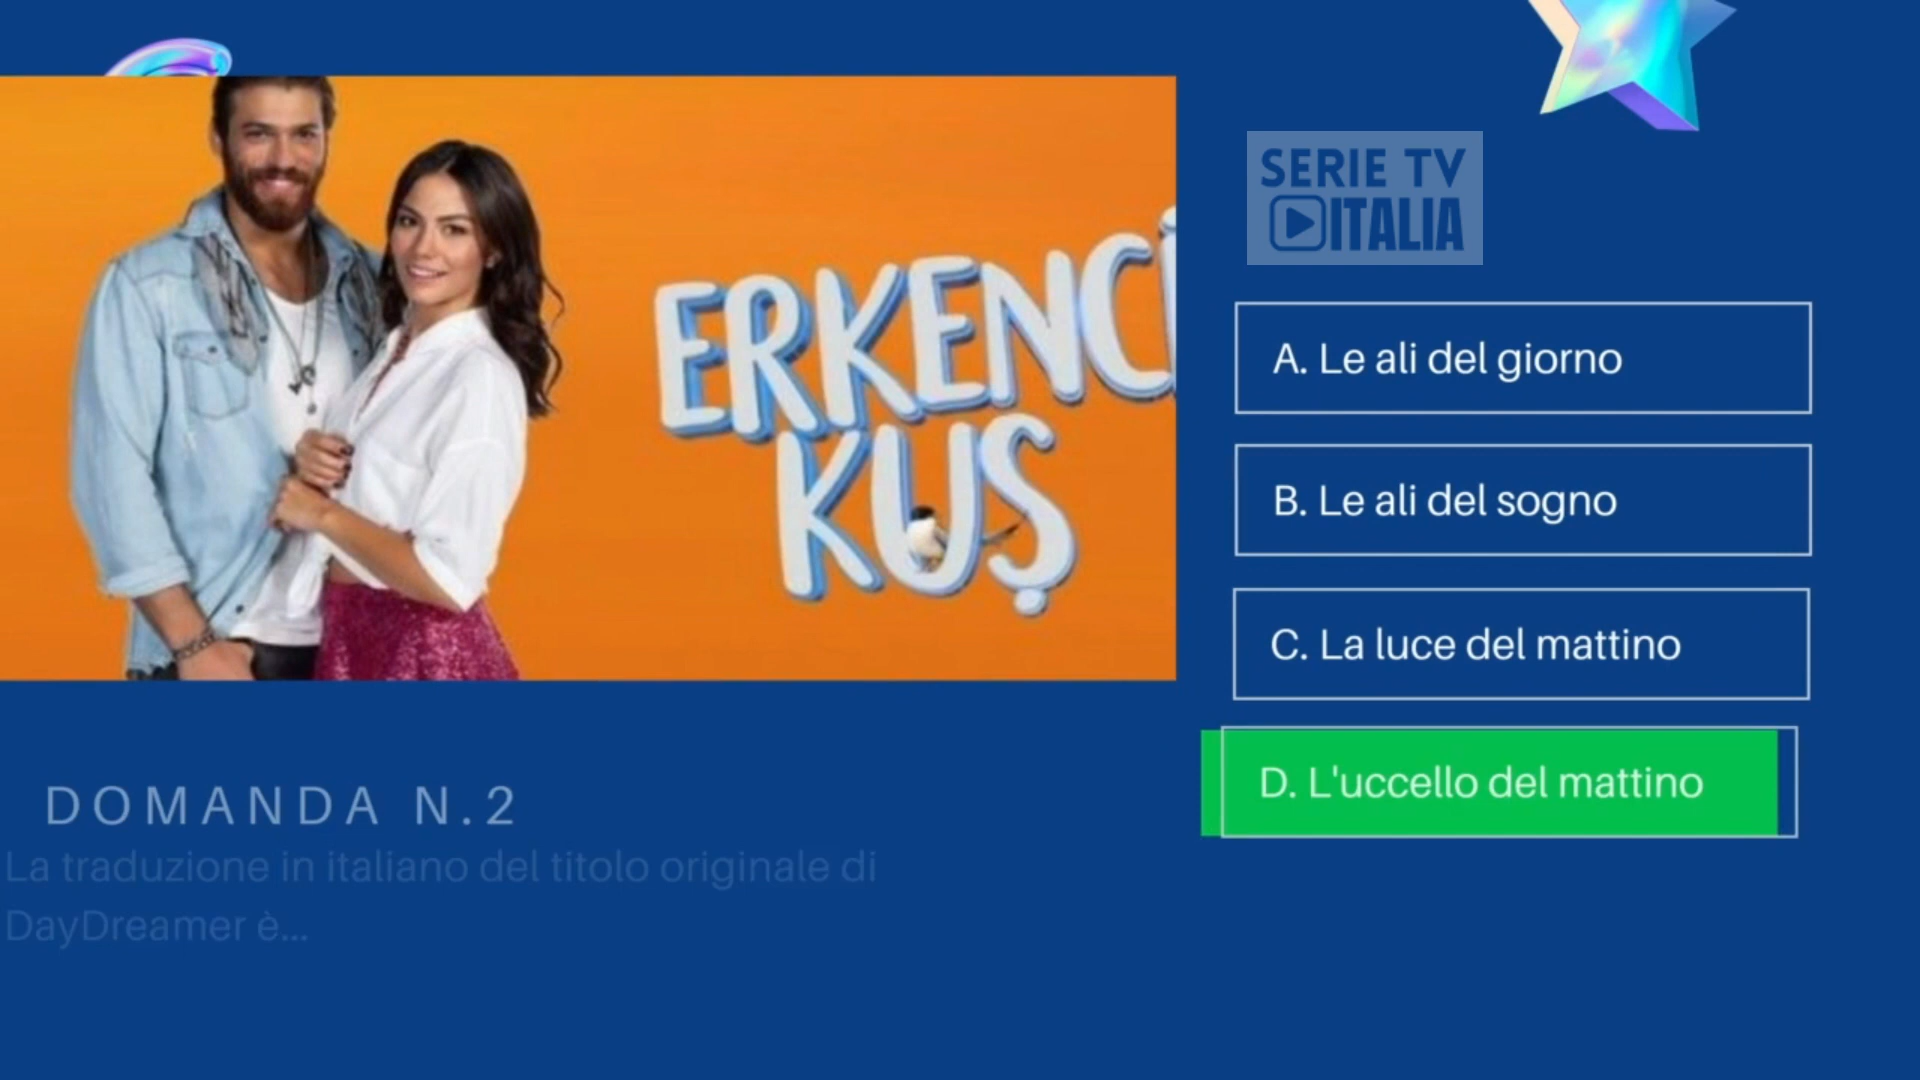 ERKENCİ
KUŞ
SERIE TV
ITALIA
A. Le ali del giorno
B. Le ali del sogno
C. La luce del mattino
D. L'uccello del mattino
DOMANDA N.2
La traduzione in italiano del titolo originale di
DayDreamer è...